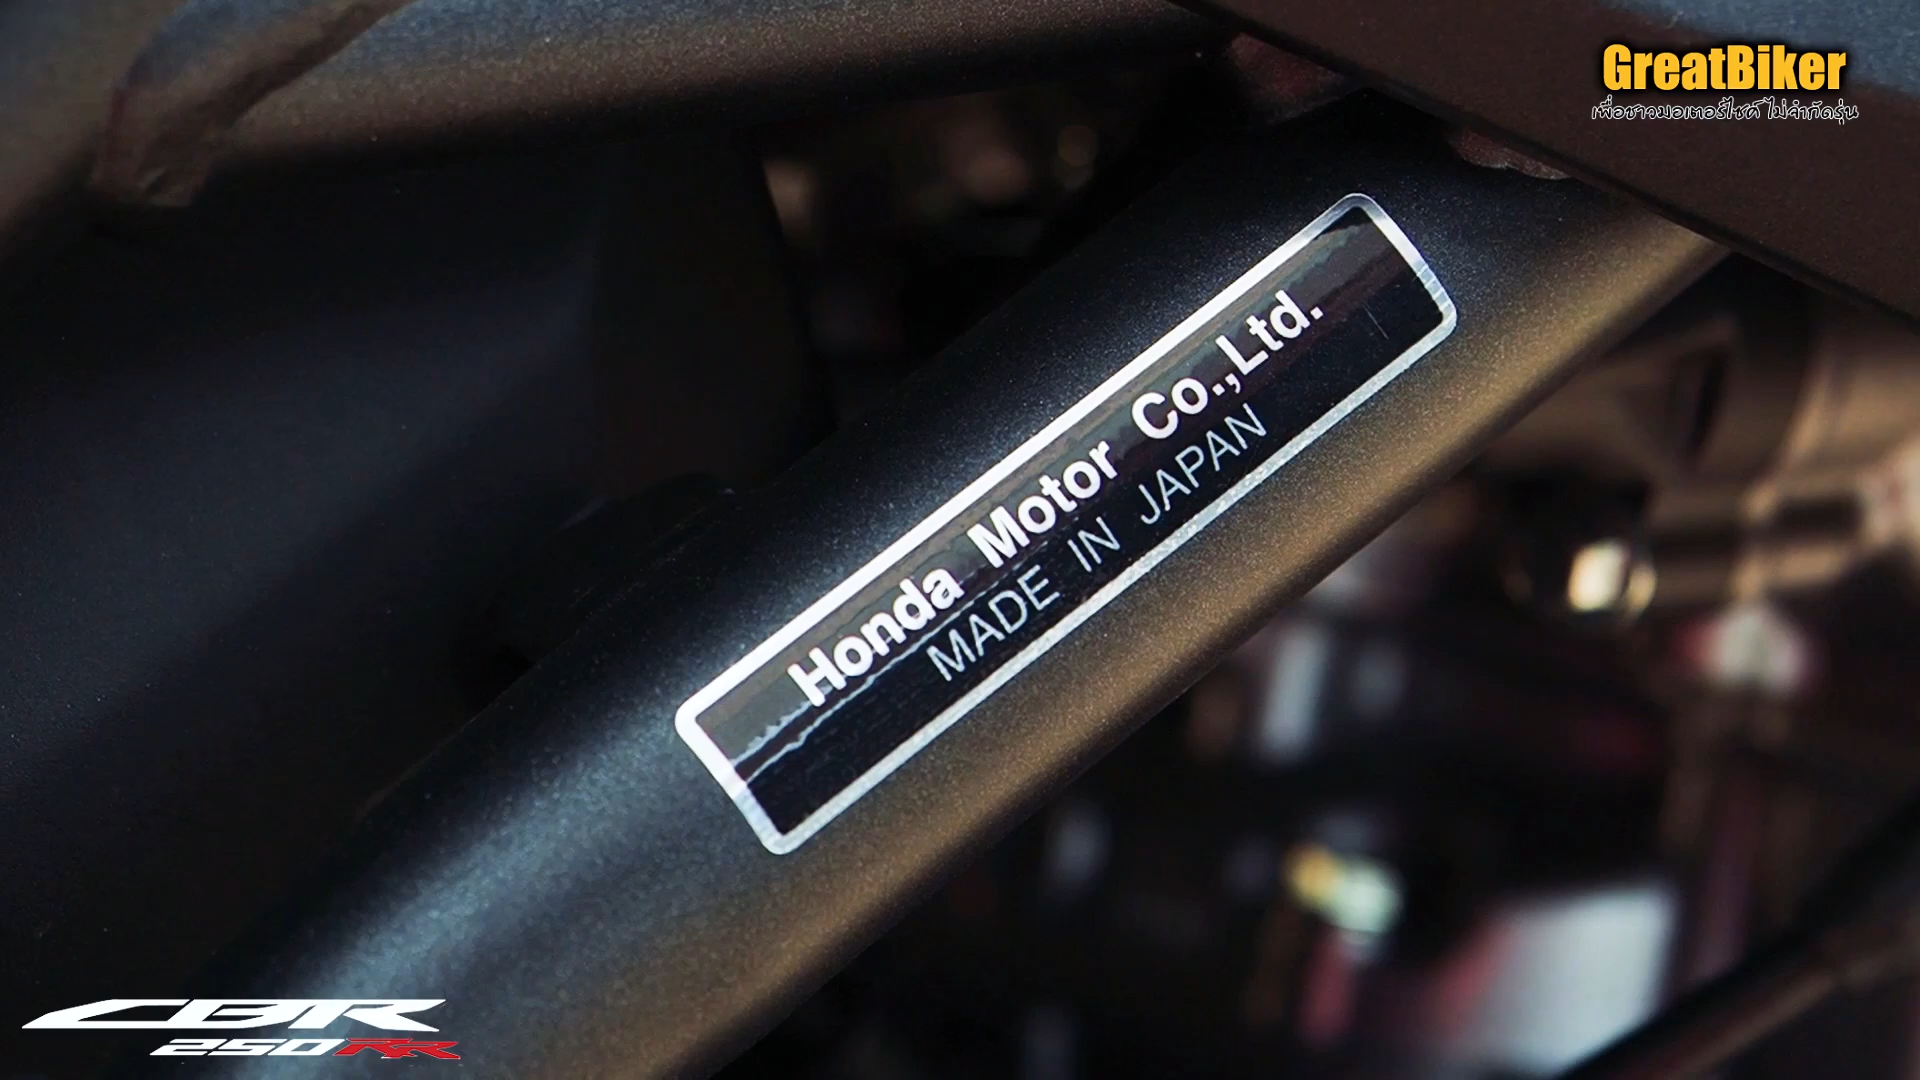 GreatBiker
เพื่อชาวมอเตอร์ไซค์ ไม่จำกัดรุ่น
Honda Motor Co.,Ltd.
MADE IN JAPAN
CBR
250RR